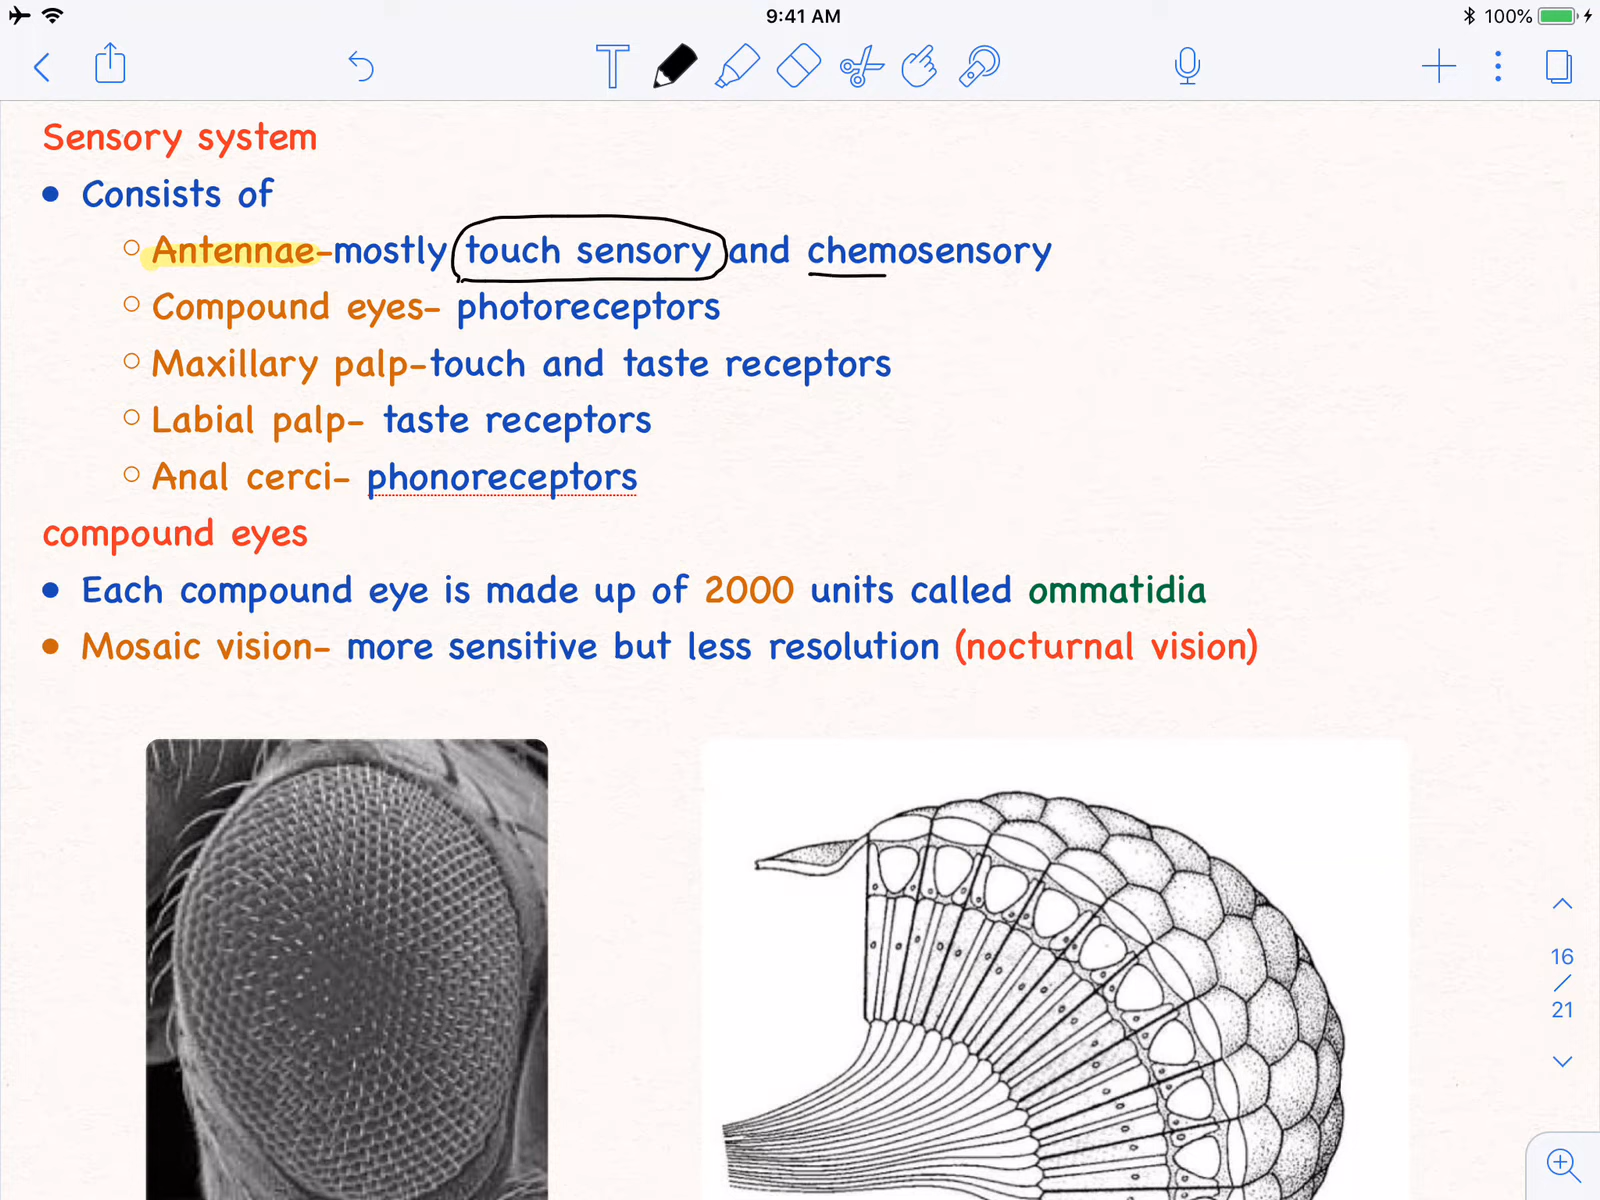 9:41 AM
100%
T
Sensory system
• Consists of
○ Antennae-mostly touch sensory and chemosensory
○ Compound eyes- photoreceptors
○ Maxillary palp-touch and taste receptors
○ Labial palp- taste receptors
○ Anal cerci- phonoreceptors
compound eyes
• Each compound eye is made up of 2000 units called ommatidia
• Mosaic vision- more sensitive but less resolution (nocturnal vision)
16
/
21